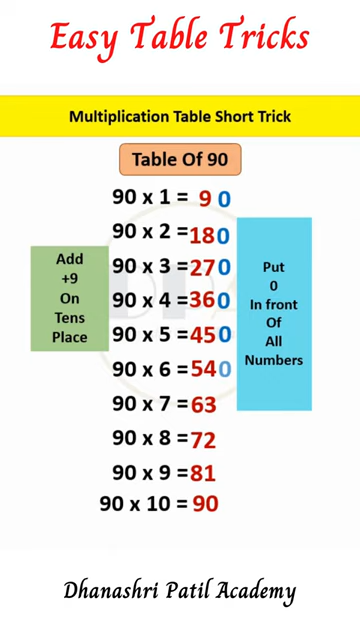 Easy Table Tricks
Multiplication Table Short Trick
Table Of 90
90 x 1 = 90
90 x 2 =180
90 x 3 =270
90 x 4 =360
90 x 5 =450
90 x 6 =540
90 x 7 =63
90 x 8 =72
90 x 9 =81
90 x 10 = 90
Add
+9
On
Tens
Place
Put
0
In front
Of
All
Numbers
Dhanashri Patil Academy